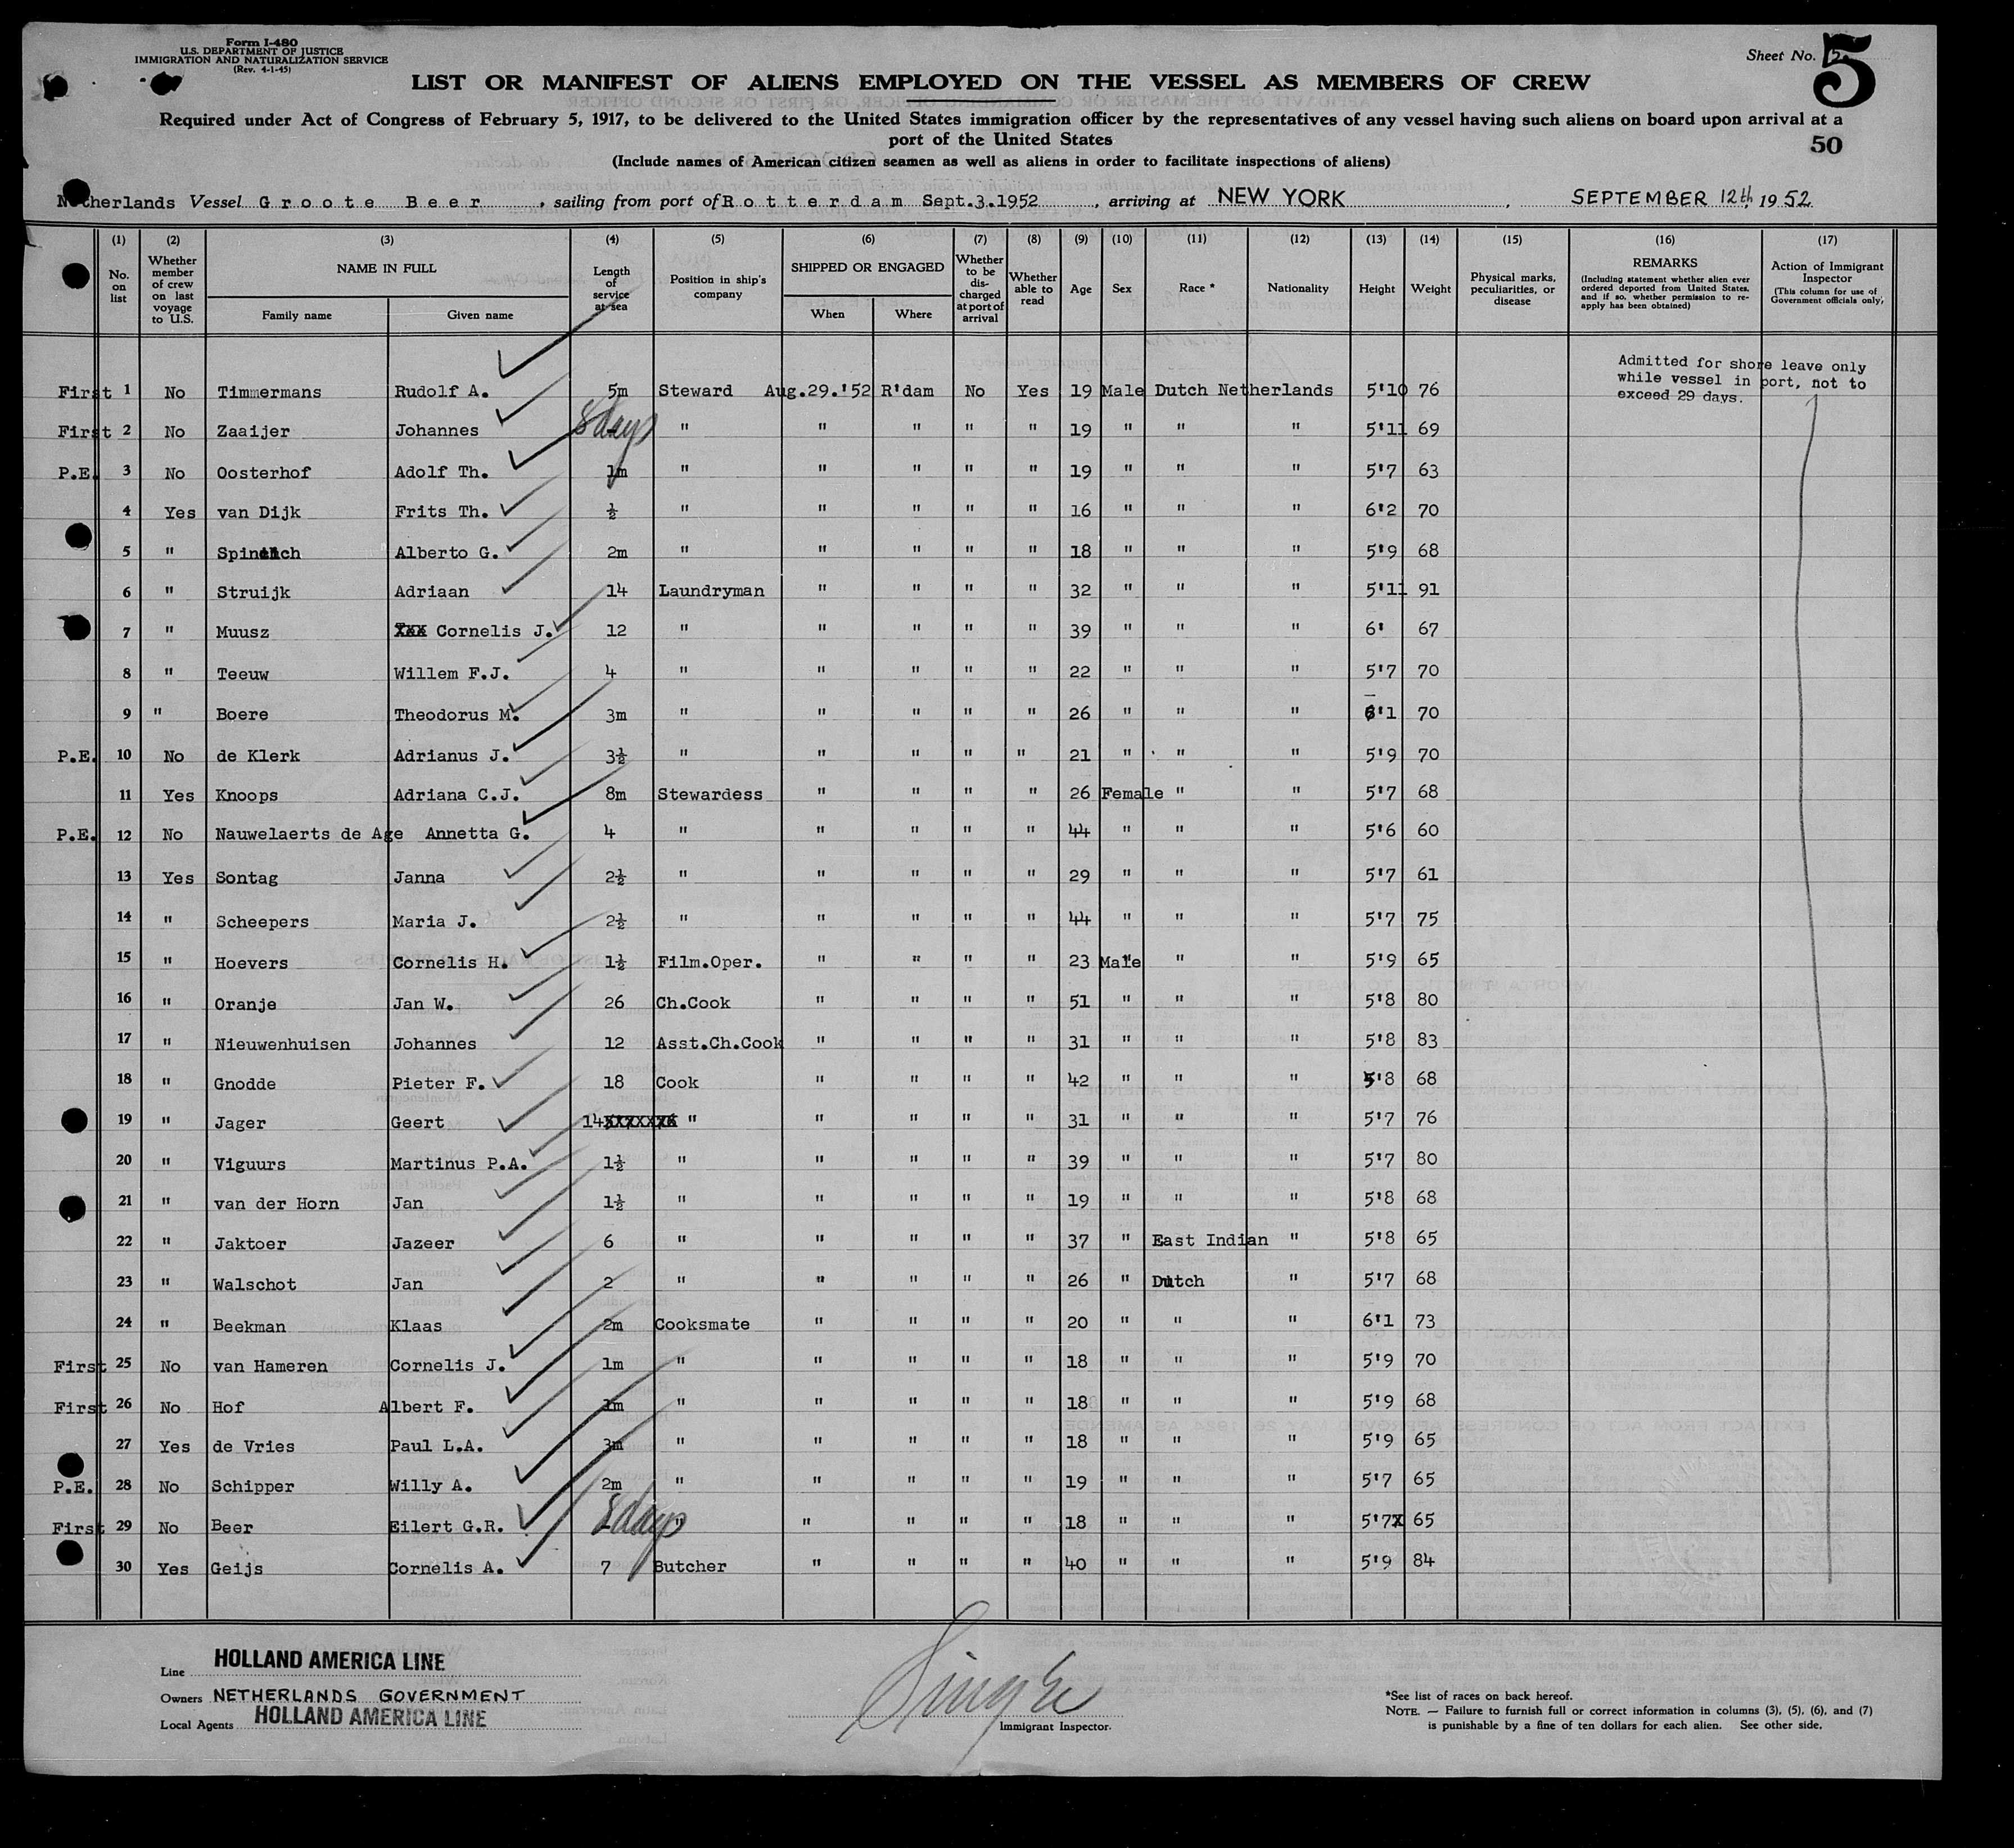 Form I-480
U.S. DEPARTMENT OF JUSTICE
IMMIGRATION AND NATURALIZATION SERVICE
(Rev. 4-1-45)
Sheet No. 5
5
LIST OR MANIFEST OF ALIENS EMPLOYED ON THE VESSEL AS MEMBERS OF CREW
Required under Act of Congress of February 5, 1917, to be delivered to the United States immigration officer by the representatives of any vessel having such aliens on board upon arrival at a
port of the United States
50
(Include names of American citizen seamen as well as aliens in order to facilitate inspections of aliens)
Netherlands Vessel Groote Beer, sailing from port of Rotterdam Sept.3.1952, arriving at NEW YORK, SEPTEMBER 12th, 1952
(1) (2) (3) (4) (5) (6) (7) (8) (9) (10) (11) (12) (13) (14) (15) (16) (17)
No. on list
Whether member of crew on last voyage to U.S.
NAME IN FULL
Family name
Given name
Length of service at sea
Position in ship's company
SHIPPED OR ENGAGED
When
Where
Whether to be discharged at port of arrival
Whether able to read
Age
Sex
Race *
Nationality
Height
Weight
Physical marks, peculiarities, or disease
REMARKS
(Including statement whether alien ever ordered deported from United States, and if so, whether permission to re-apply has been obtained)
Action of Immigrant Inspector
(This column for use of Government officials only)
Admitted for shore leave only
while vessel in port, not to
exceed 29 days.
First 1 No Timmermans Rudolf A. 5m Steward Aug.29.'52 R'dam No Yes 19 Male Dutch Netherlands 5'10 76
First 2 No Zaaijer Johannes 8 days " " " " " 19 " " " 5'11 69
P.E. 3 No Oosterhof Adolf Th. 1m " " " " " 19 " " " 5'7 63
4 Yes van Dijk Frits Th. ½ " " " " " 16 " " " 6'2 70
5 " Alberto G. 2m " " " " " 18 " " " 5'9 68
6 " Struijk Adriaan 14 Laundryman " " " " 32 " " " 5'11 91
7 " Muusz XXX Cornelis J. 12 " " " " " 39 " " " 6' 67
8 " Teeuw Willem F.J. 4 " " " " " 22 " " " 5'7 70
9 " Boere Theodorus M. 3m " " " " " 26 " " " 6'1 70
P.E. 10 No de Klerk Adrianus J. 3½ " " " " " 21 " " " 5'9 70
11 Yes Knoops Adriana C.J. 8m Stewardess " " " " 26 Female " " 5'7 68
P.E. 12 No Nauwelaerts de Age Annetta G. 4 " " " " " 44 " " " 5'6 60
13 Yes Sontag Janna 2½ " " " " " 29 " " " 5'7 61
14 " Scheepers Maria J. 2½ " " " " " 44 " " " 5'7 75
15 " Hoevers Cornelis H. 1½ Film.Oper. " " " " 23 Male " " 5'9 65
16 " Oranje Jan W. 26 Ch.Cook " " " " 51 " " " 5'8 80
17 " Nieuwenhuisen Johannes 12 Asst.Ch.Cook " " " " 31 " " " 5'8 83
18 " Gnodde Pieter F. 18 Cook " " " " 42 " " " 5'8 68
19 " Jager Geert 14 " " " " " 31 " " " 5'7 76
20 " Viguurs Martinus P.A. 1½ " " " " " 39 " " " 5'7 80
21 " van der Horn Jan 1½ " " " " " 19 " " " 5'8 68
22 " Jaktoer Jazeer 6 " " " " " 37 " East Indian " 5'8 65
23 " Walschot Jan 2 " " " " " 26 " Dutch " 5'7 68
24 " Beekman Klaas 2m Cooksmate " " " " 20 " " " 6'1 73
First 25 No van Hameren Cornelis J. 1m " " " " " 18 " " " 5'9 70
First 26 No Hof Albert F. 1m " " " " " 18 " " " 5'9 68
27 Yes de Vries Paul L.A. 3m " " " " " 18 " " " 5'9 65
P.E. 28 No Schipper Willy A. 2m " " " " " 19 " " " 5'7 65
First 29 No Beer Eilert G.R. 8 days " " " " " 18 " " " 5'7 65
30 Yes Geijs Cornelis A. 7 Butcher " " " " 40 " " " 5'9 84
Line HOLLAND AMERICA LINE
Owners NETHERLANDS GOVERNMENT
Local Agents HOLLAND AMERICA LINE
Immigrant Inspector.
*See list of races on back hereof.
NOTE. — Failure to furnish full or correct information in columns (3), (5), (6), and (7)
is punishable by a fine of ten dollars for each alien. See other side.